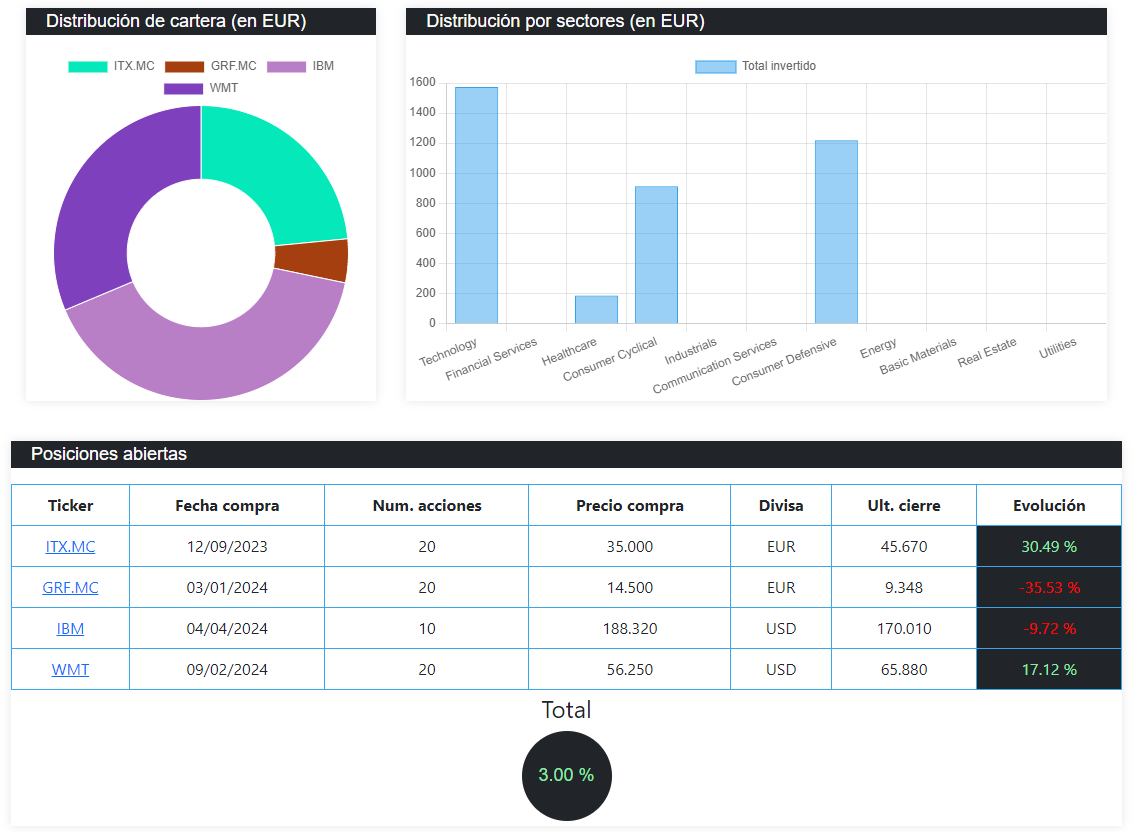 Distribución de cartera (en EUR)
ITX.MC GRF.MC IBM
WMT
Distribución por sectores (en EUR)
Total invertido
1600
1400
1200
1000
800
600
400
200
0
Technology
Financial Services
Healthcare
Consumer Cyclical
Industrials
Communication Services
Consumer Defensive
Energy
Basic Materials
Real Estate
Utilities
Posiciones abiertas
Ticker Fecha compra Num. acciones Precio compra Divisa Ult. cierre Evolución
ITX.MC 12/09/2023 20 35.000 EUR 45.670 30.49 %
GRF.MC 03/01/2024 20 14.500 EUR 9.348 -35.53 %
IBM 04/04/2024 10 188.320 USD 170.010 -9.72 %
WMT 09/02/2024 20 56.250 USD 65.880 17.12 %
Total
3.00 %